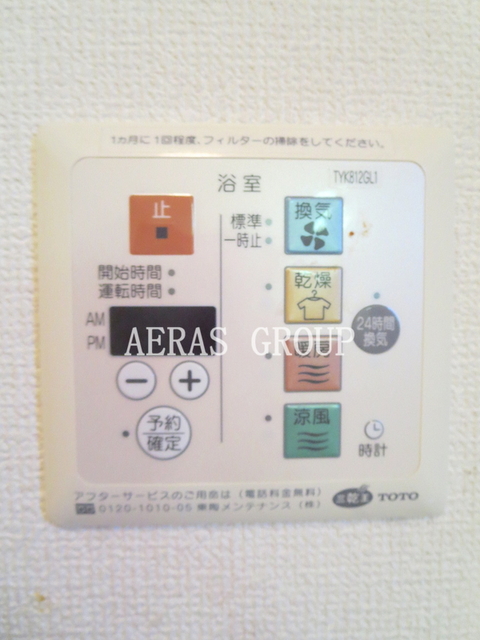 1ヵ月に1回程度、フィルターの掃除をしてください。
浴室
TYKB12GL1
止
標準
一時止
換気
開始時間
運転時間
乾燥
AM
PM
24時間
換気
AERAS GROUP
暖房
予約
確定
涼風
時計
アフターサービスのご用命は(電話料金無料)
TOTO
0120-1010-05 東陶メンテナンス(株)